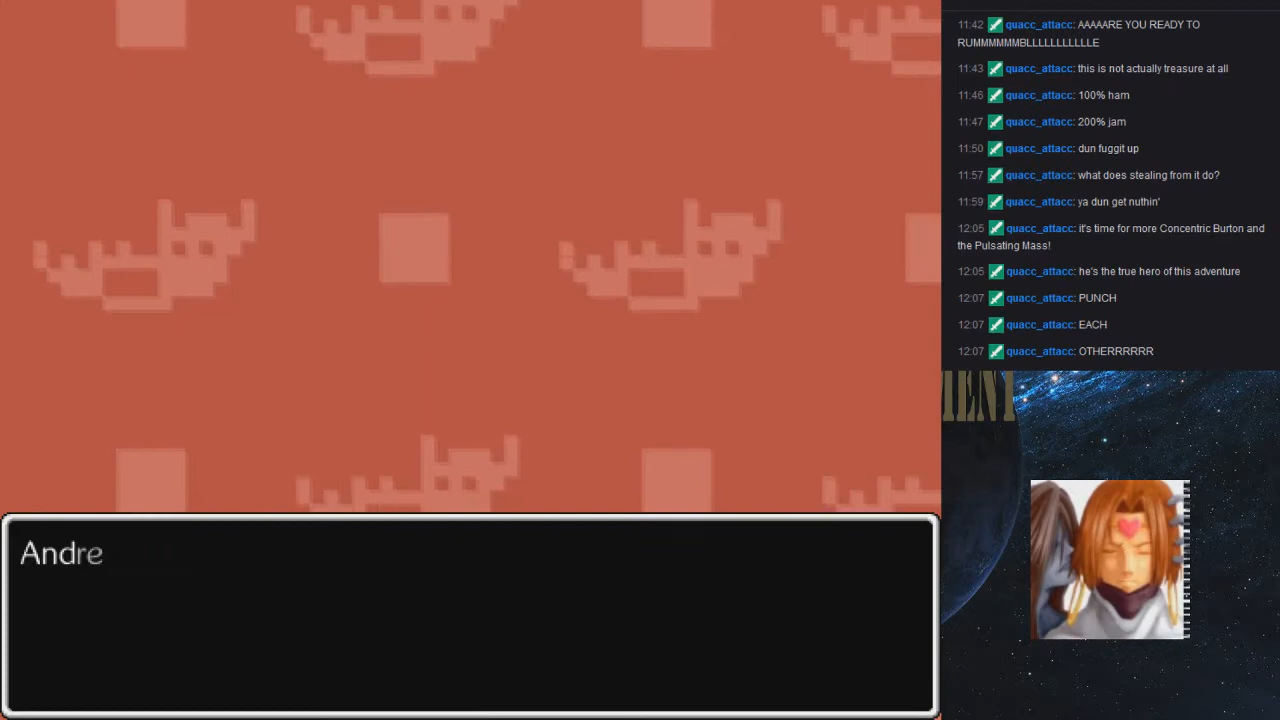 11:42 quacc_attacc: AAAAARE YOU READY TO
RUMMMMMMBLLLLLLLLLLLE
11:43 quacc_attacc: this is not actually treasure at all
11:46 quacc_attacc: 100% ham
11:47 quacc_attacc: 200% jam
11:50 quacc_attacc: dun fuggit up
11:57 quacc_attacc: what does stealing from it do?
11:59 quacc_attacc: ya dun get nuthin'
12:05 quacc_attacc: it's time for more Concentric Burton and
the Pulsating Mass!
12:05 quacc_attacc: he's the true hero of this adventure
12:07 quacc_attacc: PUNCH
12:07 quacc_attacc: EACH
12:07 quacc_attacc: OTHERRRRRR
MENT
Andre